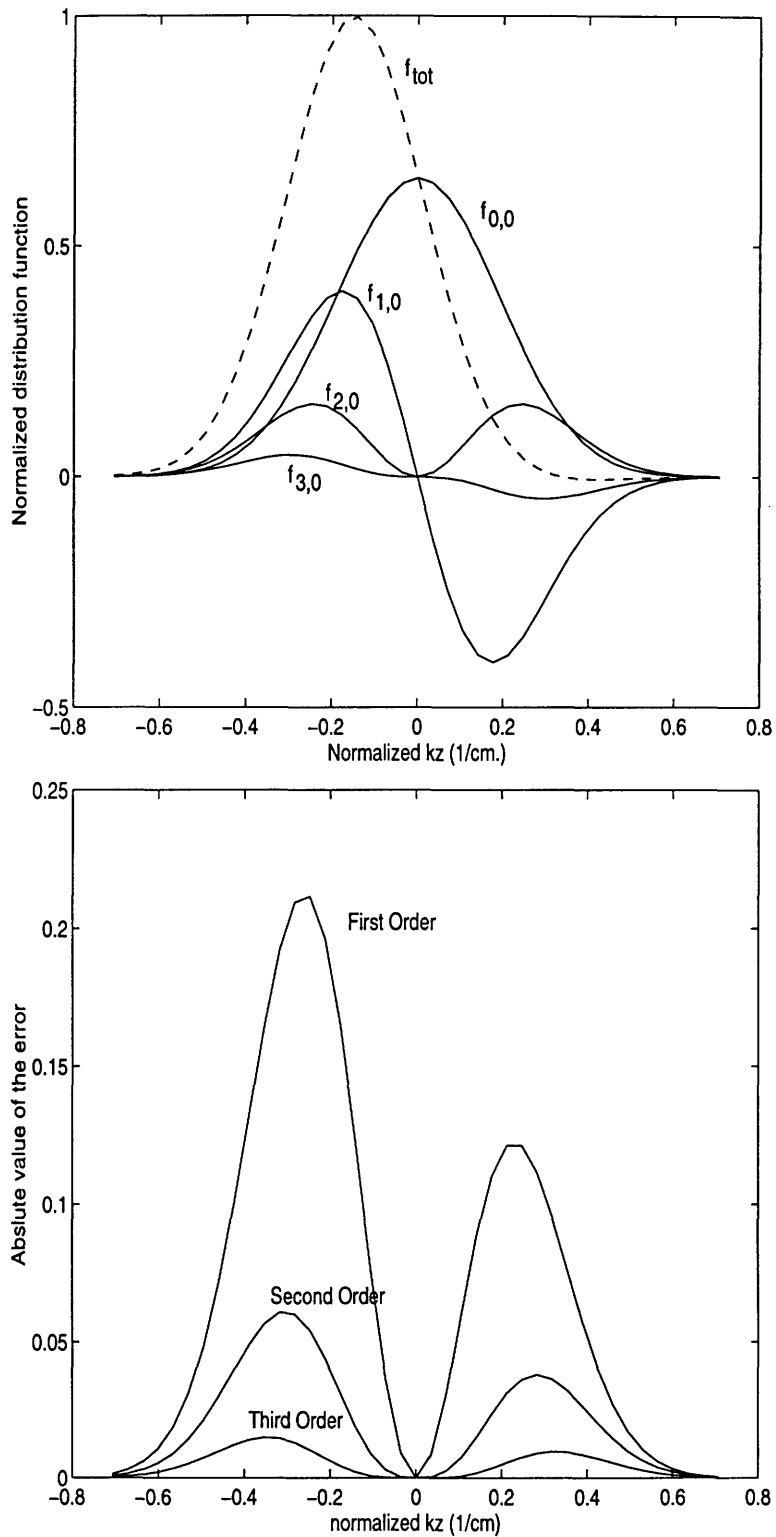 1
f_tot
f_0,0
0.5
f_1,0
f_2,0
0
f_3,0
−0.5
−0.8 −0.6 −0.4 −0.2 0 0.2 0.4 0.6 0.8
Normalized kz (1/cm.)
Normalized distribution function
0.25
First Order
0.2
0.15
0.1
Second Order
0.05
Third Order
0
−0.8 −0.6 −0.4 −0.2 0 0.2 0.4 0.6 0.8
normalized kz (1/cm)
Abslute value of the error